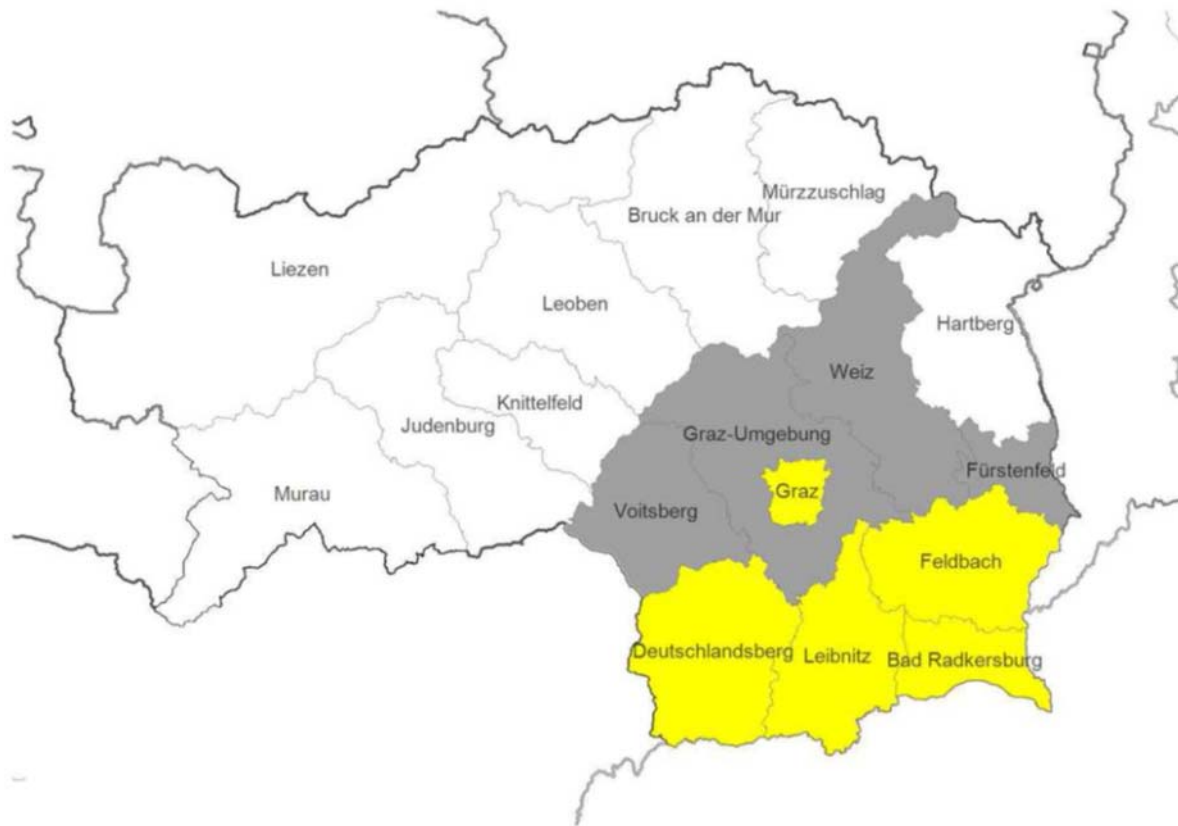 Mürzzuschlag
Bruck an der Mur
Liezen
Leoben
Hartberg
Weiz
Knittelfeld
Judenburg
Graz-Umgebung
Fürstenfeld
Murau
Graz
Voitsberg
Feldbach
Deutschlandsberg
Leibnitz
Bad Radkersburg